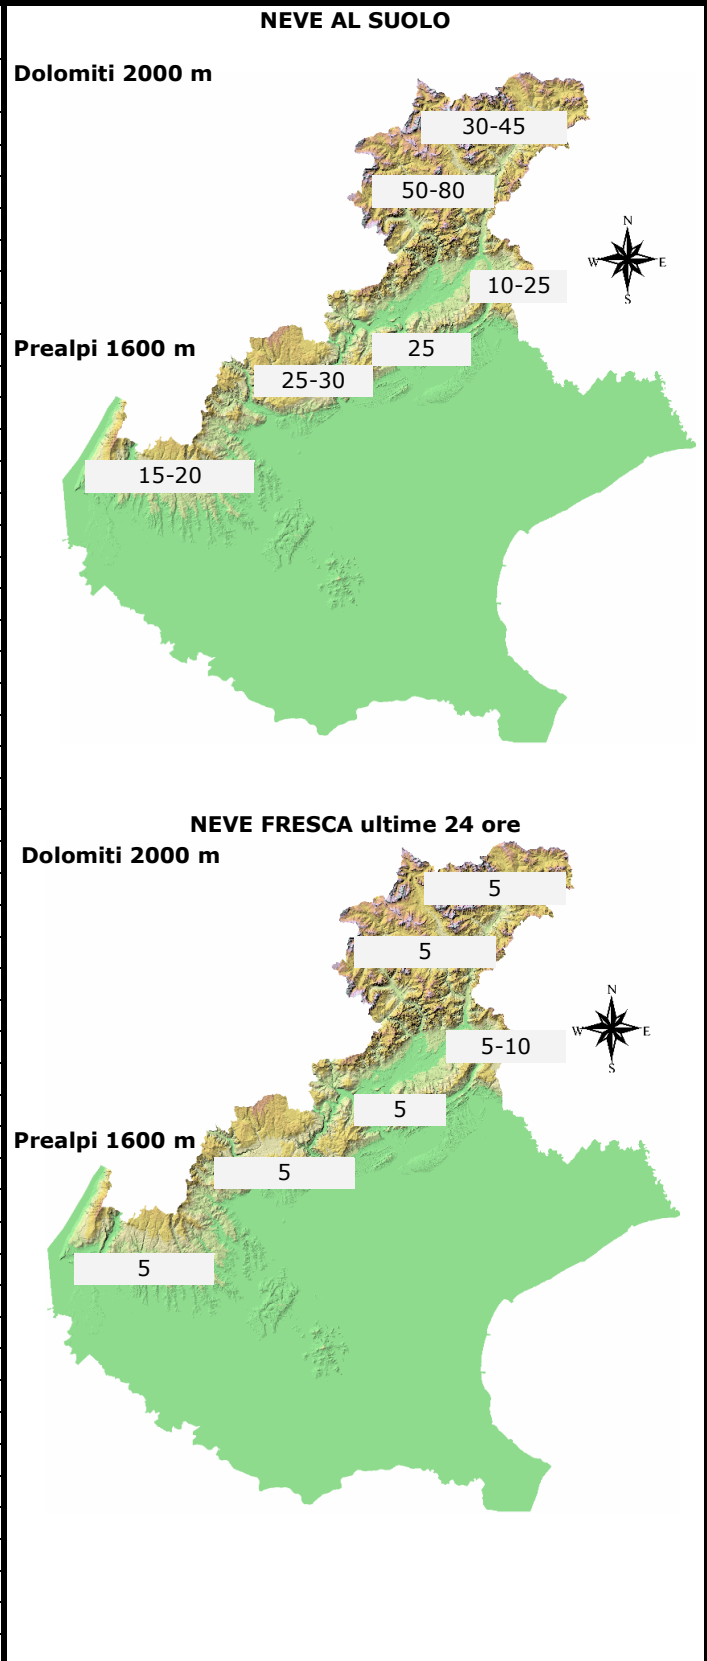 NEVE AL SUOLO
Dolomiti 2000 m
30-45
50-80
N
W E
S
10-25
Prealpi 1600 m
25
25-30
15-20
NEVE FRESCA ultime 24 ore
Dolomiti 2000 m
5
5
N
W E
S
5-10
5
Prealpi 1600 m
5
5